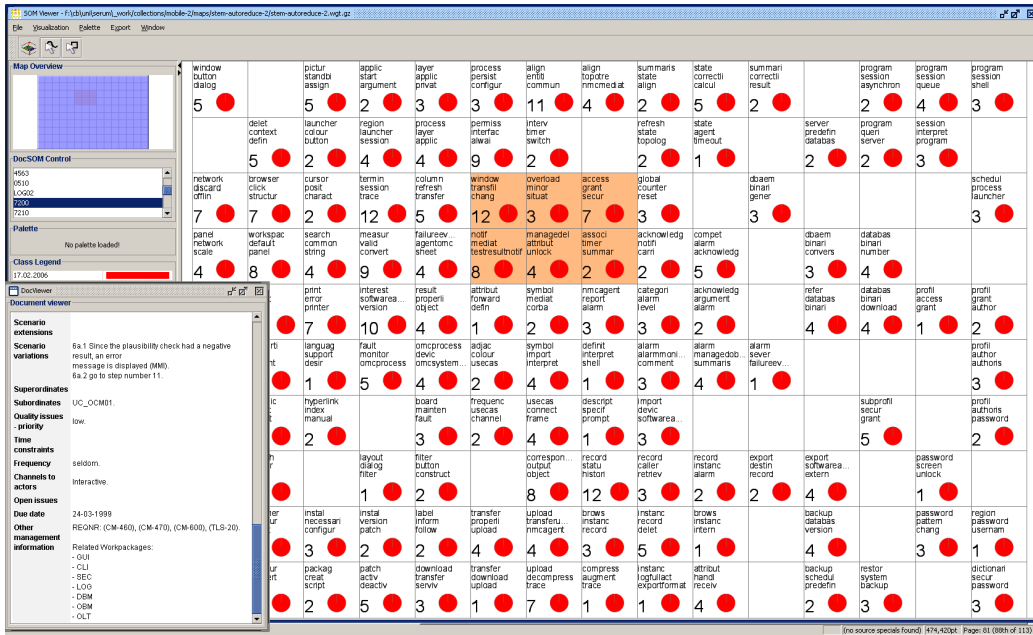 SOM Viewer - f:\cb\uni\serum\_work/collections/mobile-2/maps/stem-autoreduce-2/stem-autoreduce-2.wgt.gz
File Visualization Palette Export Window
Map Overview
DocSOM Control
4563
0510
LOG02
7200
7210
Palette
No palette loaded!
Class Legend
17.02.2006
window button dialog 5
pictur standbi assign 5
applic start argument 2
layer applic privat 3
process persist configur 3
align entiti commun 11
align topotre nmcmediat 4
summaris state align 2
state correctli calcul 5
summari correctli result 2
program session asynchron 2
program session queue 4
program session shell 3
delet context defin 5
launcher colour button 2
region launcher session 4
process layer applic 4
permiss interfac alwai 9
interv timer switch 2
refresh state topolog 2
state agent timeout 1
server predefin databas 2
program queri server 2
session interpret program 3
network discard offlin 7
browser click structur 7
cursor posit charact 2
termin session trace 12
column refresh transfer 5
window transfil chang 12
overload minor situat 3
access grant secur 7
global counter reset 3
dbaem binari gener 3
schedul process launcher 3
panel network scale 4
workspac default panel 8
search common string 4
measur valid convert 9
failureev... agentomc sheet 4
notif mediat testresultnotif 8
managedel attribut unlock 4
associ timer summar 2
acknowledg notifi carri 2
compet alarm acknowledg 5
dbaem binari convers 3
databas binari number 4
print error printer 7
interest softwarea... version 10
result properli object 4
attribut forward defin 1
symbol mediat corba 2
nmcagent report alarm 3
categori alarm level 3
acknowledg argument alarm 2
refer databas binari 4
databas binari download 4
profil access grant 1
profil grant author 2
languag support desir 1
fault monitor omcprocess 5
omcprocess devic omcsystem... 4
adjac colour usecas 2
symbol import interpret 4
definit interpret shell 1
alarm alarmmoni... comment 3
alarm managedob... summaris 4
alarm sever failureev... 1
profil author authoris 3
hyperlink index manual 2
board mainten fault 3
frequenc usecas channel 2
usecas connect frame 4
descript specif prompt 1
import devic softwarea... 3
subprofil secur grant 5
profil authoris password 2
layout dialog filter 1
filter button construct 2
correspon... output object 8
record statu histori 12
record caller retriev 3
record instanc alarm 2
export destin record 2
export softwarea... extern 4
password screen unlock 1
instal necessari configur 3
instal version patch 2
label inform follow 2
transfer properli upload 4
upload transferu... nmcagent 4
brows instanc record 3
instanc record delet 5
brows instanc intern 1
backup databas version 4
password pattern chang 3
region password usernam 1
packag creat script 2
patch activ deactiv 5
download transfer serviv 3
transfer download upload 1
upload decompress trace 7
compress augment trace 1
instanc logfullact exportformat 1
attribut handl receiv 4
backup schedul predefin 2
restor system backup 3
dictionari secur password 3
DocViewer
Document viewer
Scenario extensions
Scenario variations 6a.1 Since the plausibility check had a negative
result, an error
message is displayed (MMI).
6a.2 go to step number 11.
Superordinates
Subordinates UC_OCM01.
Quality issues - priority low.
Time constraints
Frequency seldom.
Channels to actors Interactive.
Open issues
Due date 24-03-1999
Other management information REQNR: (CM-460), (CM-470), (CM-600), (TLS-20).
Related Workpackages:
- GUI
- CLI
- SEC
- LOG
- DBM
- OBM
- OLT
(no source specials found) 474,420pt Page: 81 (88th of 113)